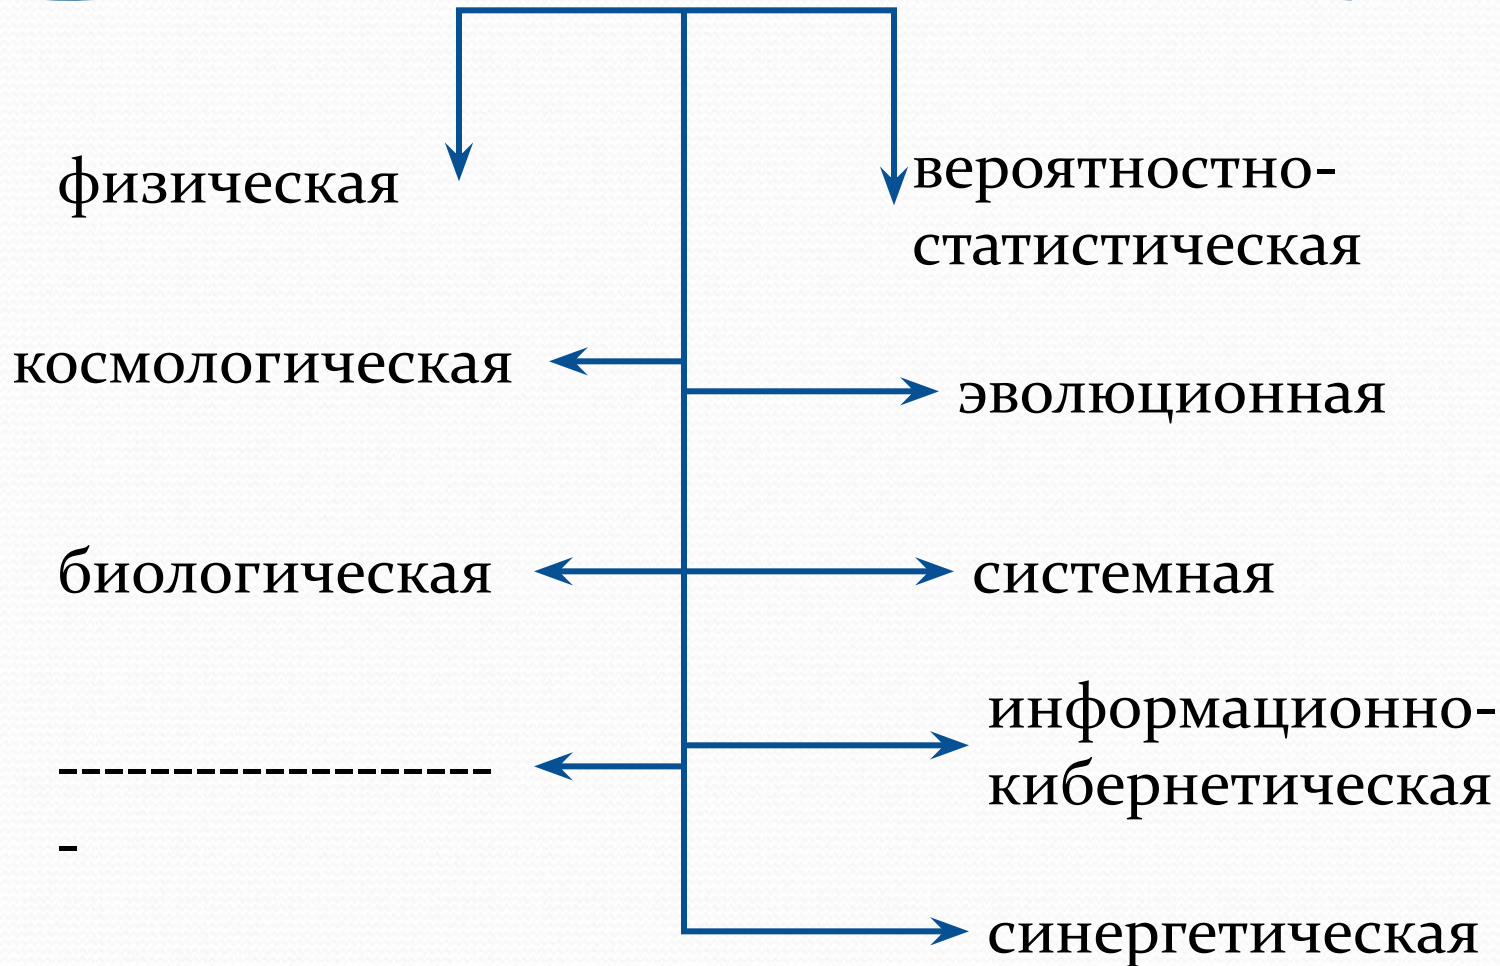 физическая
вероятностно-
статистическая
космологическая
эволюционная
биологическая
системная
информационно-
кибернетическая
-------------------
-
синергетическая